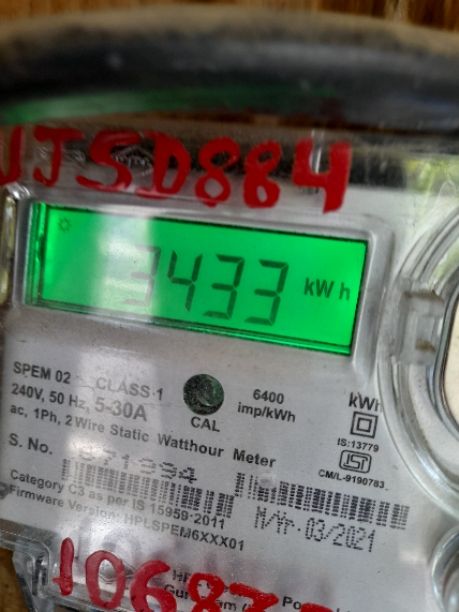 JSD884
3433 kWh
SPEM 02 CLASS 1
240V, 50 Hz, 5-30A
ac, 1Ph, 2 Wire Static Watthour Meter
CAL
6400
imp/kWh
kWh
IS:13779
CM/L-9190783
S. No. 971994
Category C3 as per IS 15959-2011
Firmware Version: HPLSPEM6XXX01
03/2021